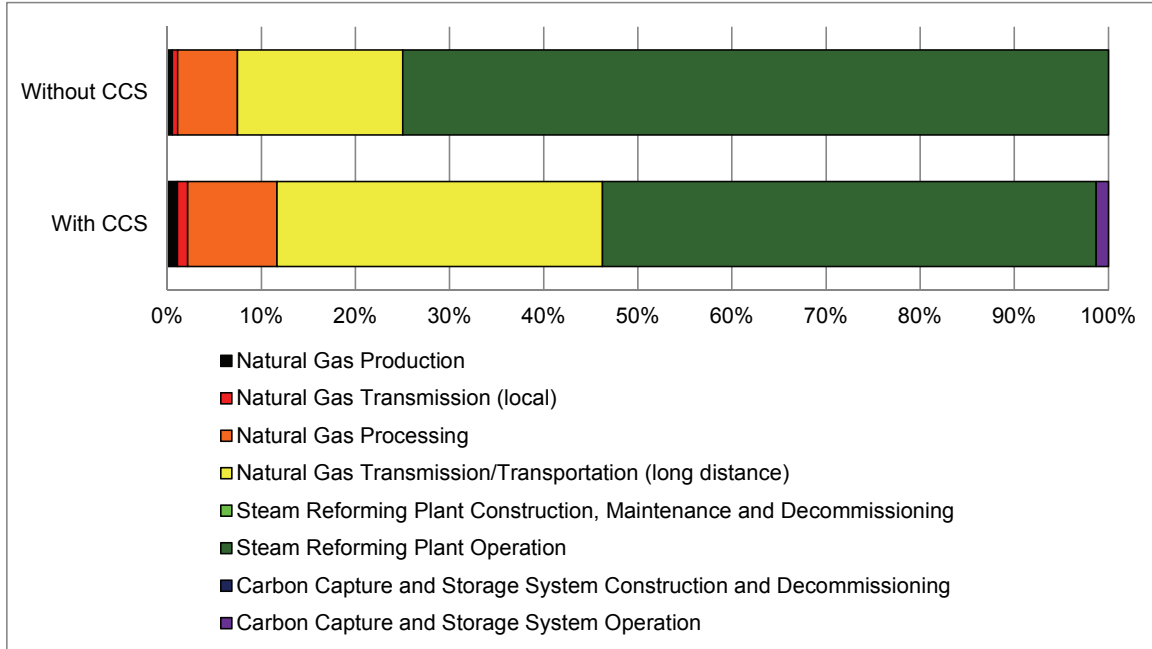 Without CCS
With CCS
0% 10% 20% 30% 40% 50% 60% 70% 80% 90% 100%
Natural Gas Production
Natural Gas Transmission (local)
Natural Gas Processing
Natural Gas Transmission/Transportation (long distance)
Steam Reforming Plant Construction, Maintenance and Decommissioning
Steam Reforming Plant Operation
Carbon Capture and Storage System Construction and Decommissioning
Carbon Capture and Storage System Operation